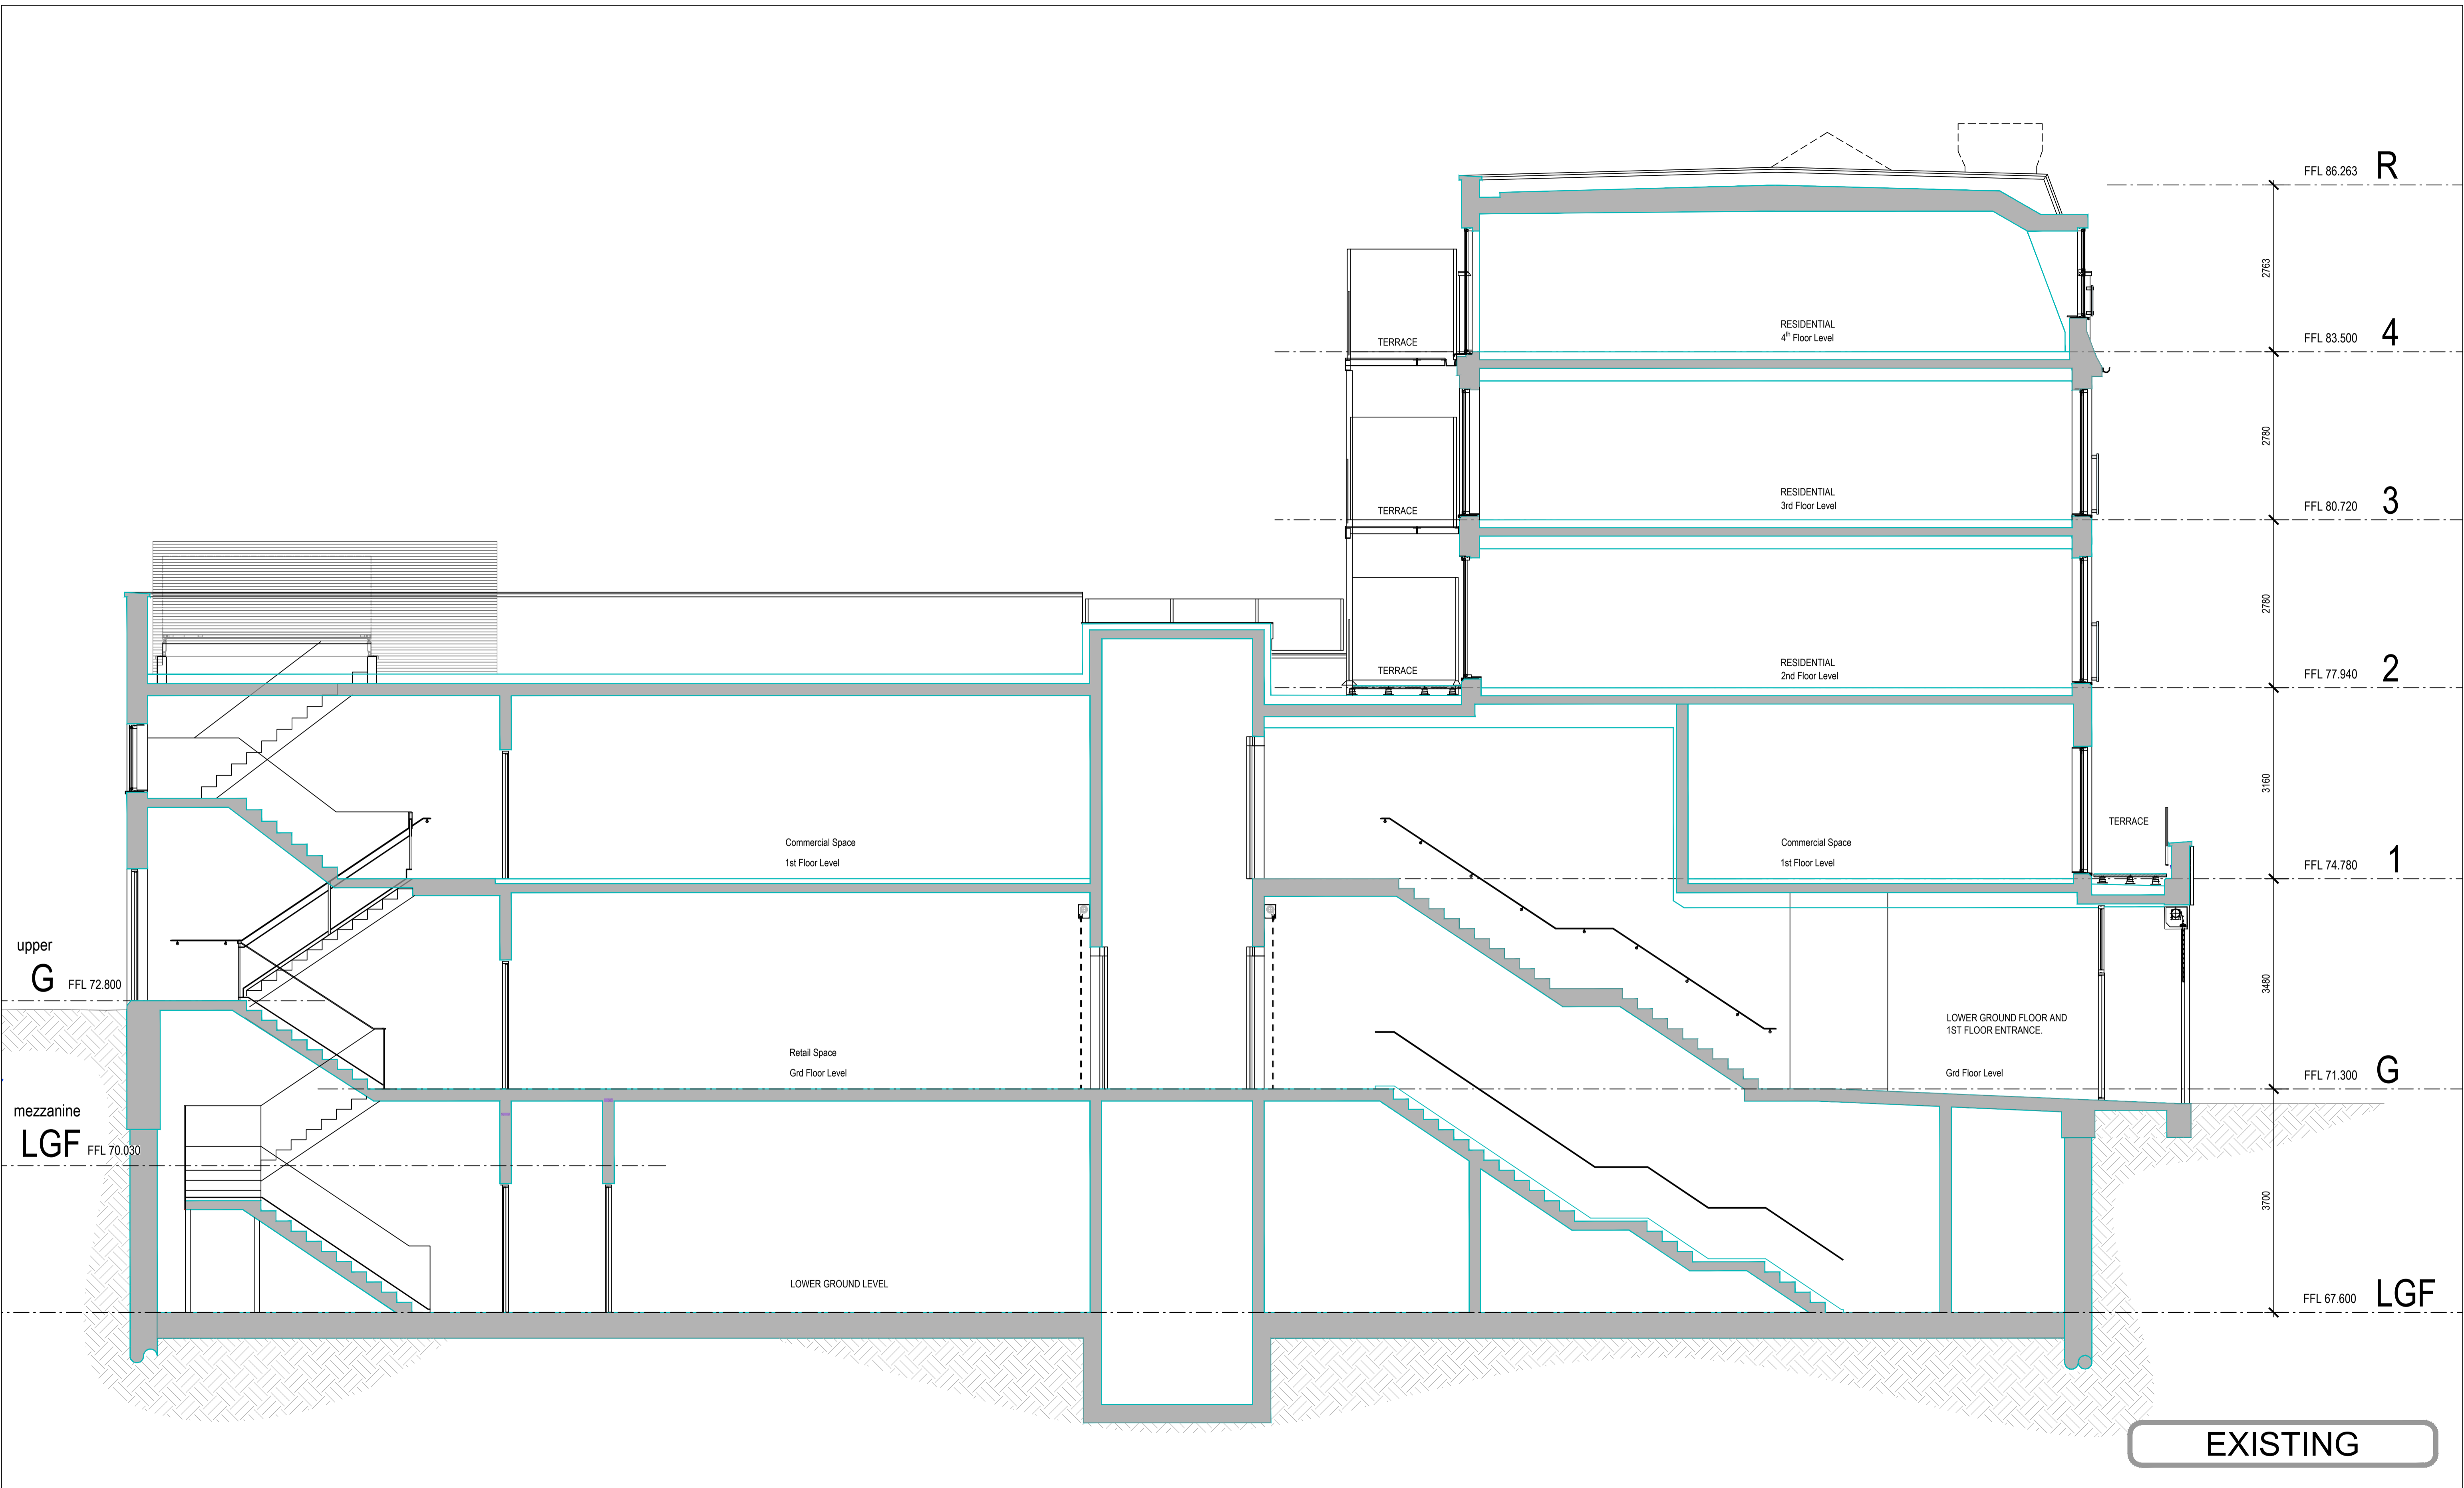 FFL 86.263 R
2763
RESIDENTIAL
4th Floor Level
TERRACE
FFL 83.500 4
2780
RESIDENTIAL
3rd Floor Level
TERRACE
FFL 80.720 3
2780
RESIDENTIAL
2nd Floor Level
TERRACE
FFL 77.940 2
3160
TERRACE
Commercial Space
1st Floor Level
Commercial Space
1st Floor Level
FFL 74.780 1
upper
G FFL 72.800
3480
LOWER GROUND FLOOR AND
1ST FLOOR ENTRANCE.
Retail Space
Grd Floor Level
Grd Floor Level
FFL 71.300 G
mezzanine
LGF FFL 70.030
3700
LOWER GROUND LEVEL
FFL 67.600 LGF
EXISTING